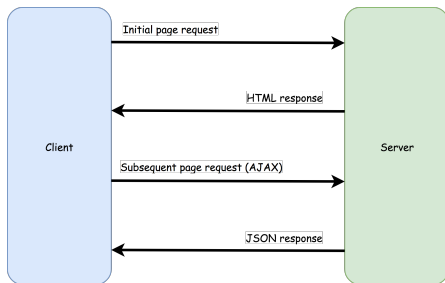 Initial page request
HTML response
Client
Server
Subsequent page request (AJAX)
JSON response